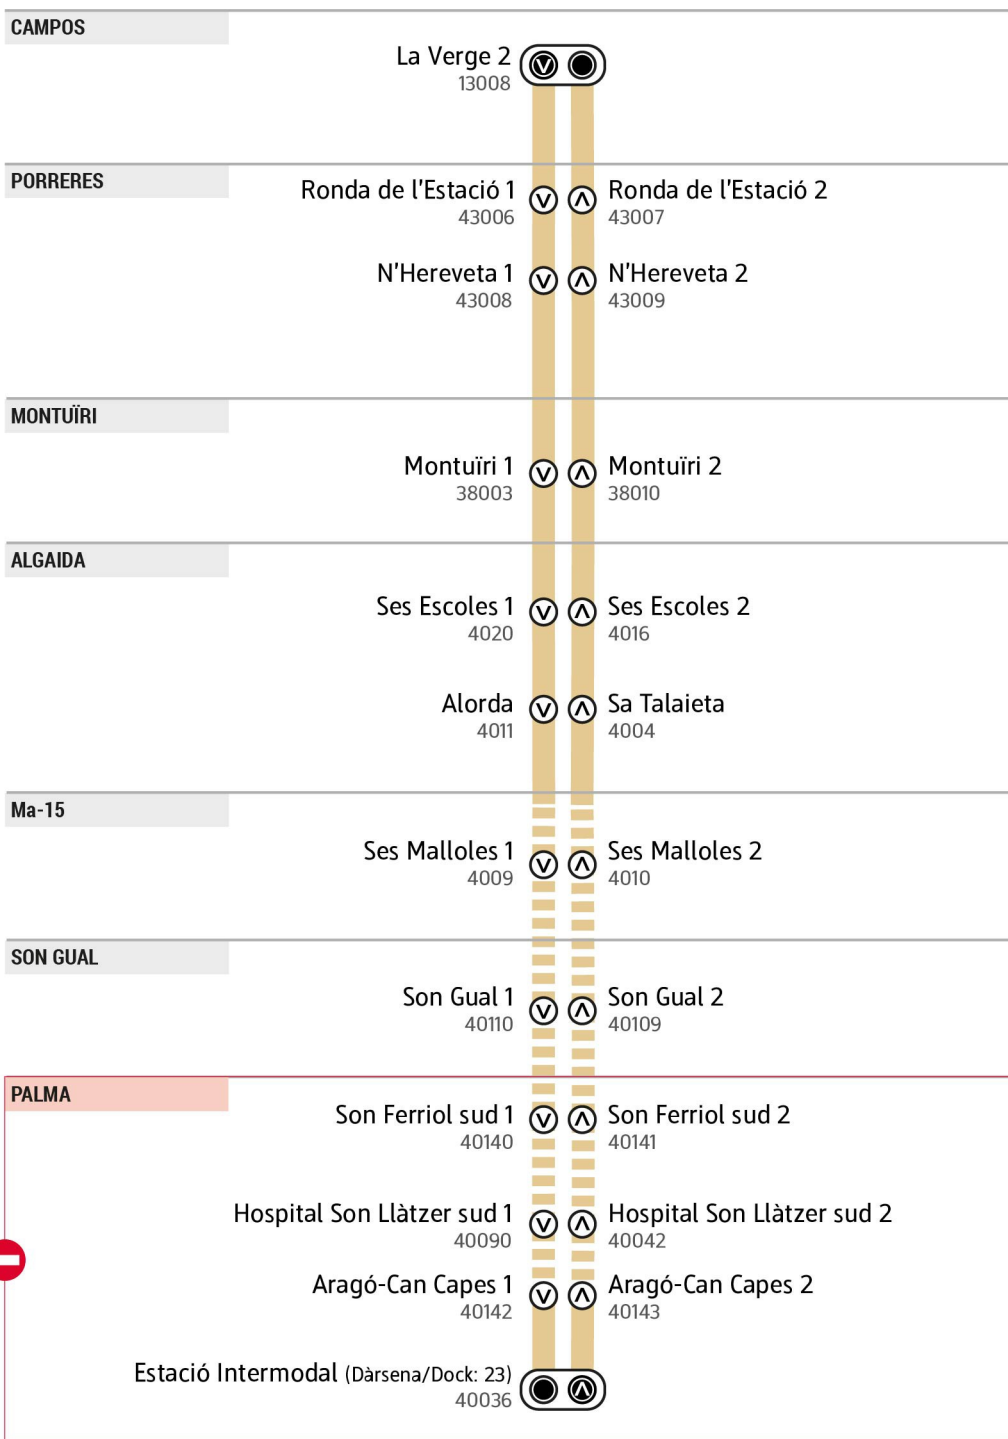 CAMPOS
La Verge 2
13008
PORRERES
Ronda de l'Estació 1
43006
Ronda de l'Estació 2
43007
N'Hereveta 1
43008
N'Hereveta 2
43009
MONTUÏRI
Montuïri 1
38003
Montuïri 2
38010
ALGAIDA
Ses Escoles 1
4020
Ses Escoles 2
4016
Alorda
4011
Sa Talaieta
4004
Ma-15
Ses Malloles 1
4009
Ses Malloles 2
4010
SON GUAL
Son Gual 1
40110
Son Gual 2
40109
PALMA
Son Ferriol sud 1
40140
Son Ferriol sud 2
40141
Hospital Son Llàtzer sud 1
40090
Hospital Son Llàtzer sud 2
40042
Aragó-Can Capes 1
40142
Aragó-Can Capes 2
40143
Estació Intermodal (Dàrsena/Dock: 23)
40036